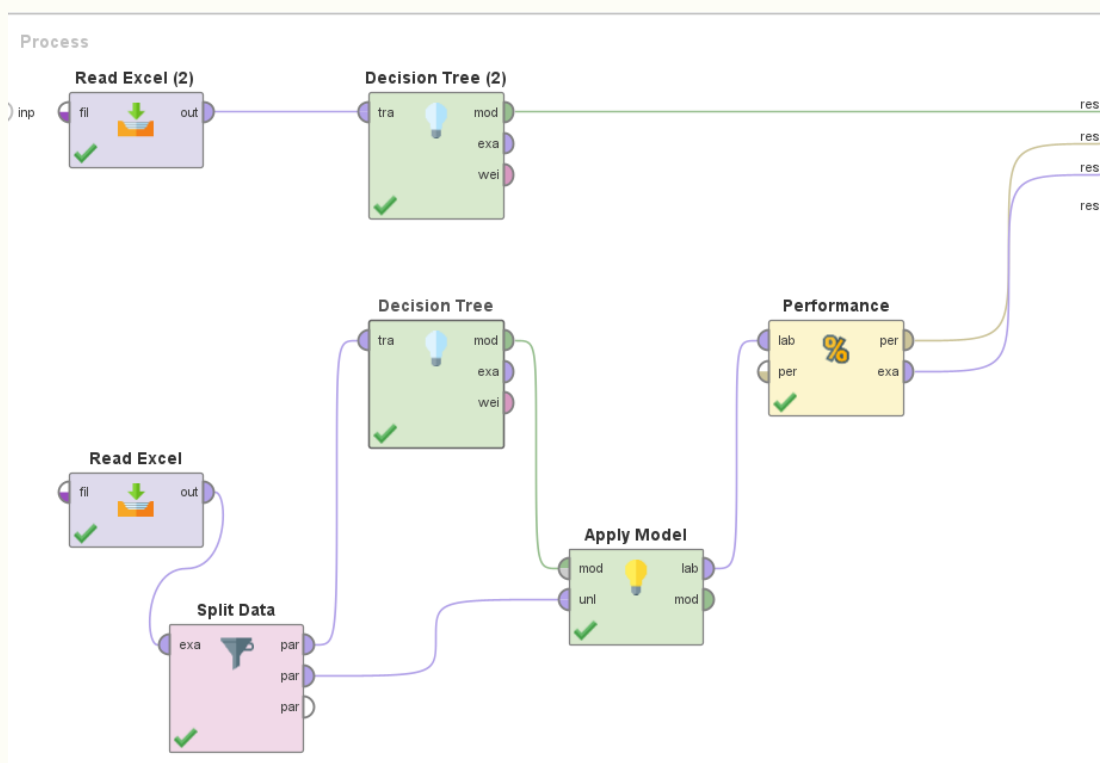 Process
Read Excel (2)
Decision Tree (2)
inp
fil
out
tra
mod
exa
wei
res
res
res
res
Decision Tree
tra
mod
exa
wei
Performance
lab
per
per
exa
%
Read Excel
fil
out
Apply Model
mod
lab
unl
mod
Split Data
exa
par
par
par